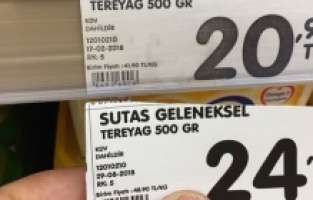 TEREYAG 500 GR
KDV
DAHİLDİR
12010210
17-02-2018
Birim Fiyatı :41,90 TL/KG
RK: 5
20,
SUTAS GELENEKSEL
TEREYAG 500 GR
KDV
DAHİLDİR
12010210
29-08-2018
Birim Fiyatı :48,90 TL/KG
RK: 5
24,